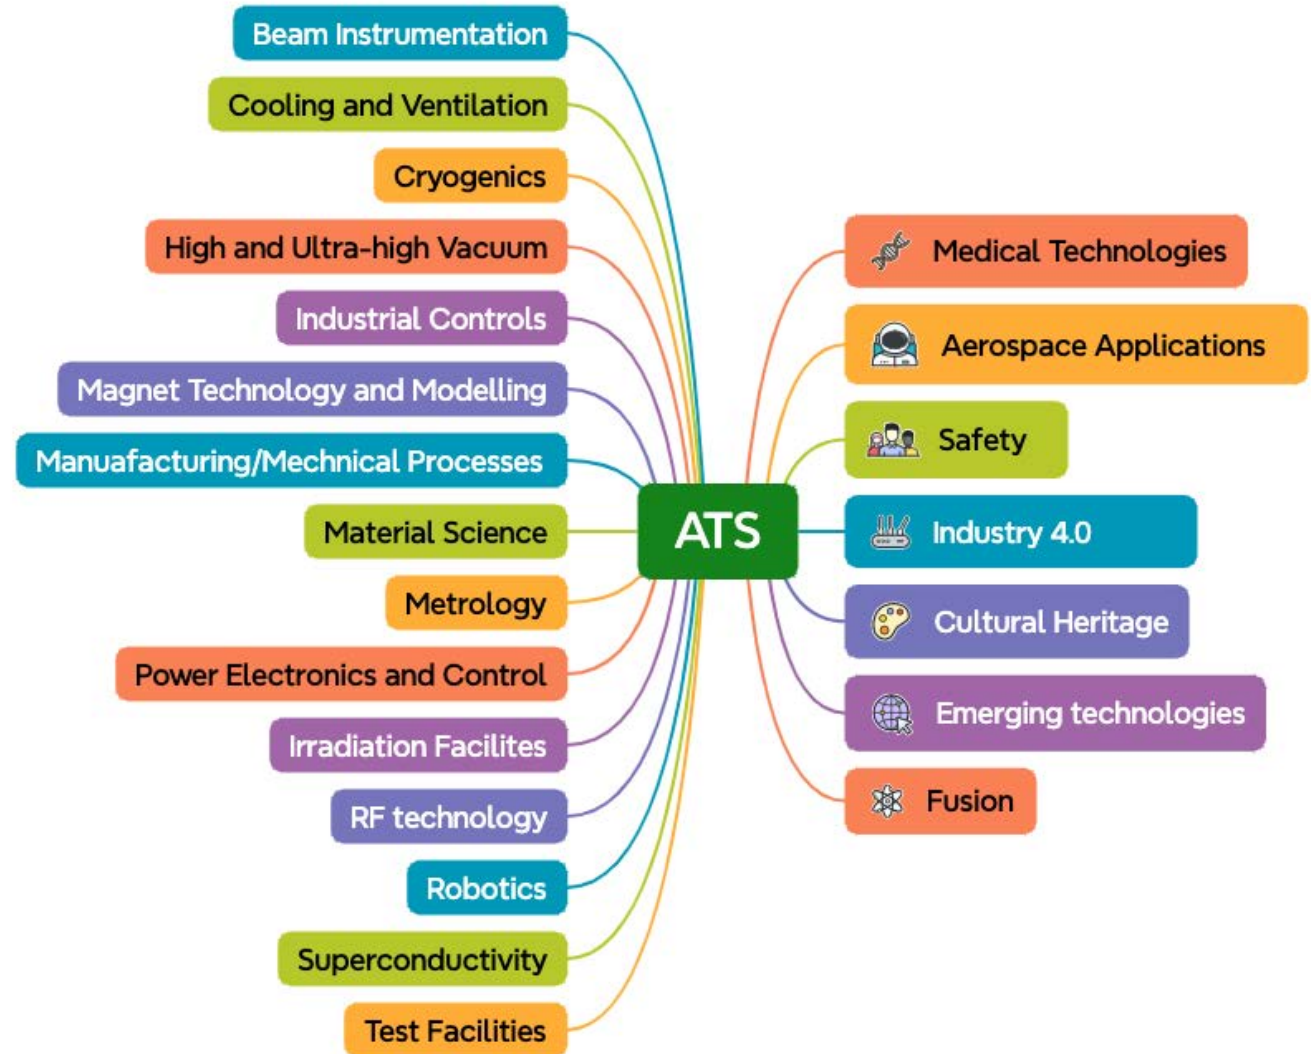 Beam Instrumentation
Cooling and Ventilation
Cryogenics
High and Ultra-high Vacuum
Industrial Controls
Magnet Technology and Modelling
Manuafacturing/Mechnical Processes
Material Science
Metrology
Power Electronics and Control
Irradiation Facilites
RF technology
Robotics
Superconductivity
Test Facilities
ATS
Medical Technologies
Aerospace Applications
Safety
Industry 4.0
Cultural Heritage
Emerging technologies
Fusion